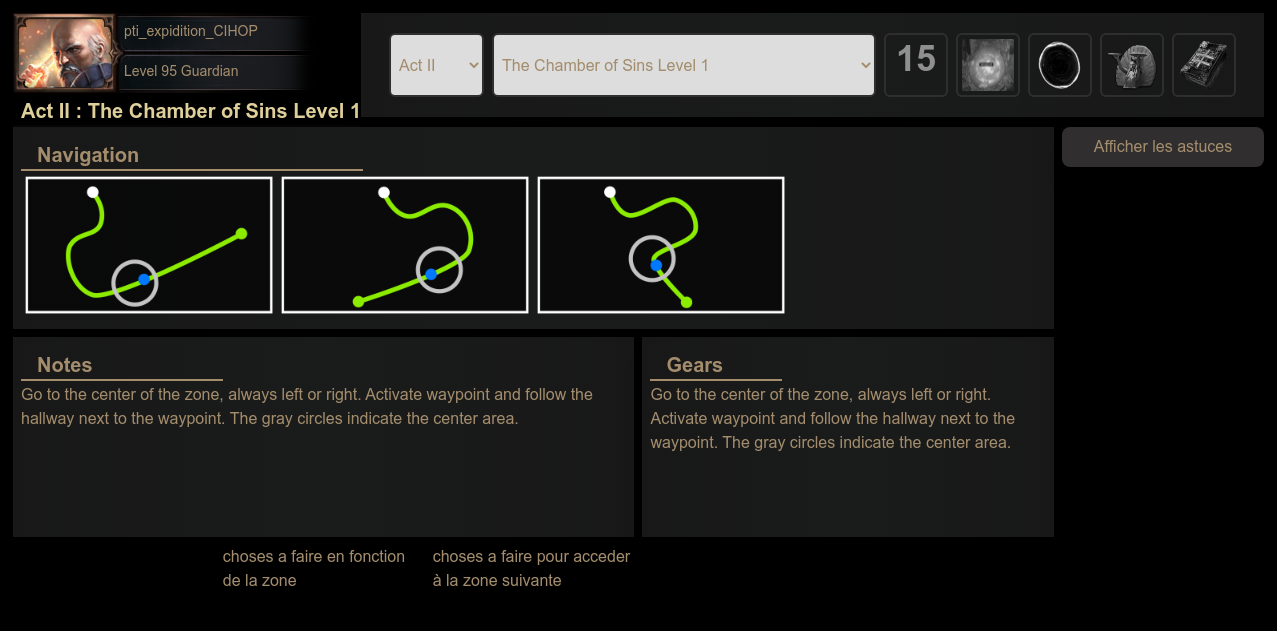 pti_expidition_CIHOP
Level 95 Guardian
Act II : The Chamber of Sins Level 1
Act II
The Chamber of Sins Level 1
15
Navigation
Afficher les astuces
Notes
Go to the center of the zone, always left or right. Activate waypoint and follow the
hallway next to the waypoint. The gray circles indicate the center area.
Gears
Go to the center of the zone, always left or right.
Activate waypoint and follow the hallway next to the
waypoint. The gray circles indicate the center area.
choses a faire en fonction
de la zone
choses a faire pour acceder
à la zone suivante